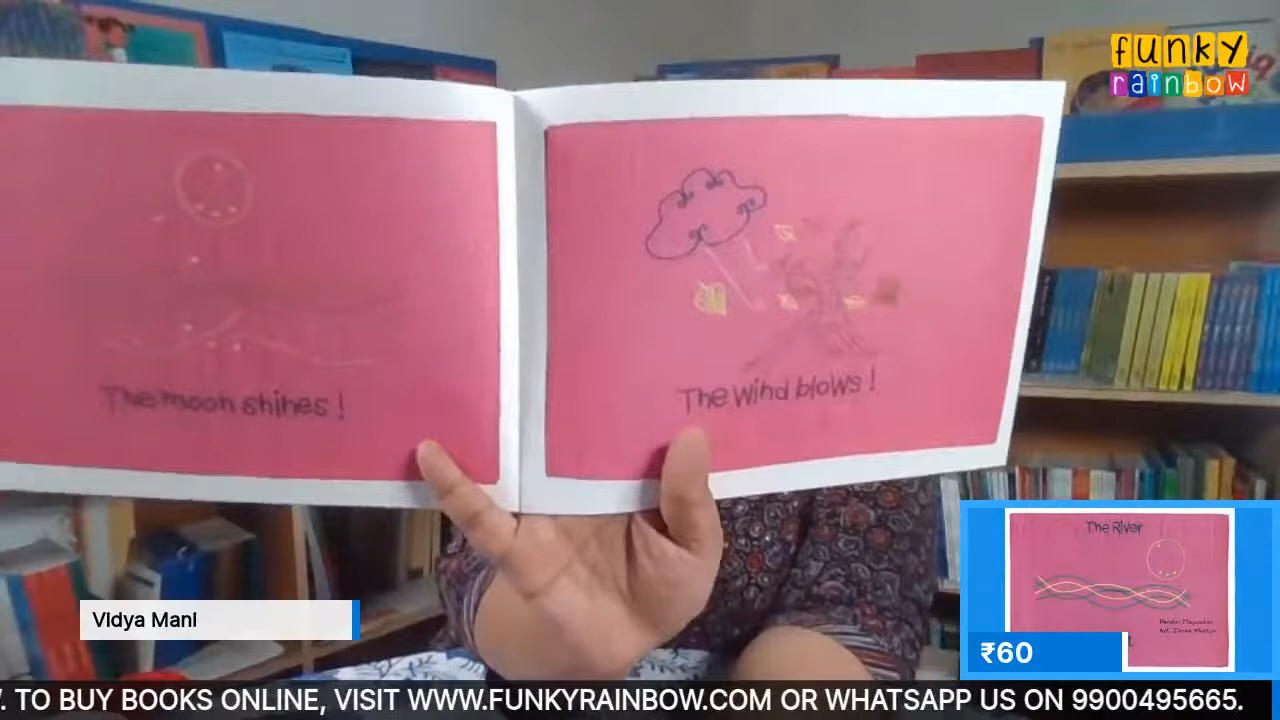 funky
rainbow
The moon shines!
The wind blows!
The River
Vidya Mani
₹60
. TO BUY BOOKS ONLINE, VISIT WWW.FUNKYRAINBOW.COM OR WHATSAPP US ON 9900495665.